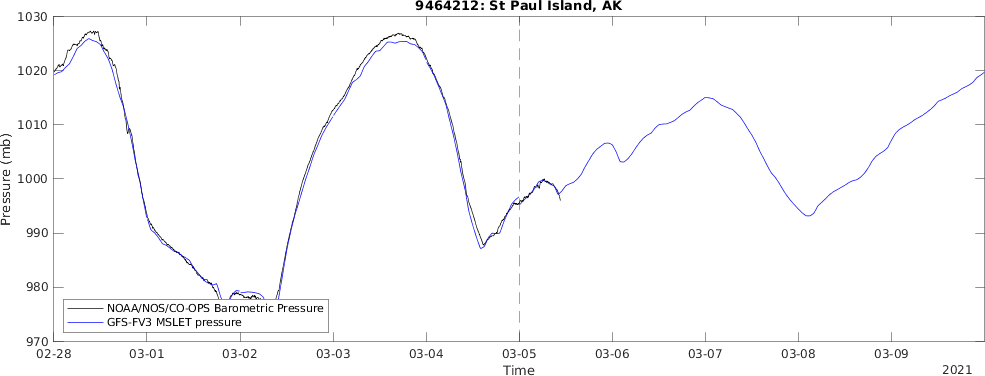 9464212: St Paul Island, AK
1030
1020
1010
1000
990
980
970
Pressure (mb)
NOAA/NOS/CO-OPS Barometric Pressure
GFS-FV3 MSLET pressure
02-28 03-01 03-02 03-03 03-04 03-05 03-06 03-07 03-08 03-09
Time
2021